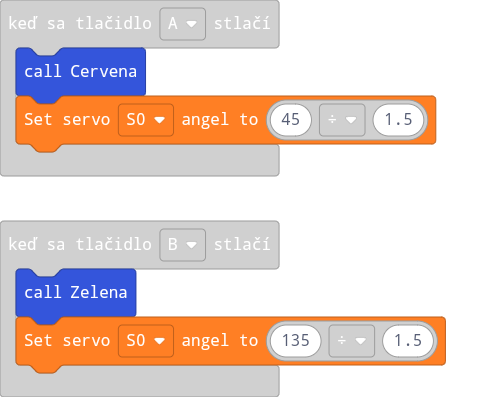 keď sa tlačidlo A stlačí
call Cervena
Set servo S0 angel to 45 ÷ 1.5
keď sa tlačidlo B stlačí
call Zelena
Set servo S0 angel to 135 ÷ 1.5